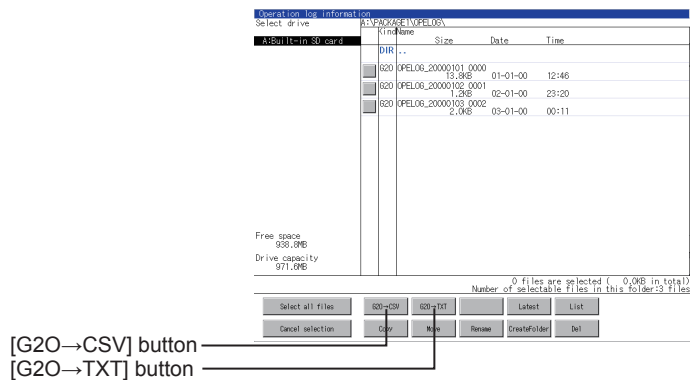 Operation log information
Select drive
A:\PACKAGE1\OPELOG\
Kind Name
Size Date Time
A:Built-in SD card
DIR ..
G2O OPELOG_20000101_0000
13.8KB 01-01-00 12:46
G2O OPELOG_20000102_0001
1.2KB 02-01-00 23:20
G2O OPELOG_20000103_0002
2.0KB 03-01-00 00:11
Free space
938.8MB
Drive capacity
971.6MB
0 files are selected ( 0.0KB in total)
Number of selectable files in this folder:3 files
Select all files G2O→CSV G2O→TXT Latest List
Cancel selection Copy Move Rename CreateFolder Del
[G2O→CSV] button
[G2O→TXT] button